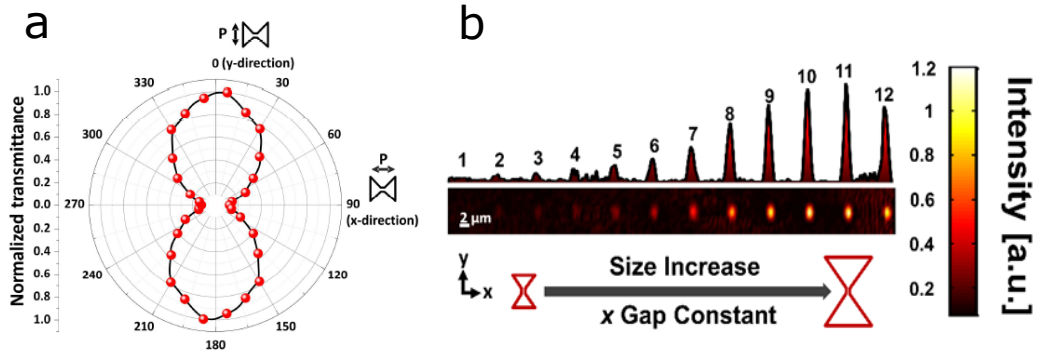 a
P
0 (y-direction)
330
30
300
60
270
90
(x-direction)
P
240
120
210
150
180
Normalized transmittance
1.0
0.8
0.6
0.4
0.2
0.0
0.2
0.4
0.6
0.8
1.0
b
1 2 3 4 5 6 7 8 9 10 11 12
2 µm
y
x
Size Increase
x Gap Constant
1.2
1
0.8
0.6
0.4
0.2
Intensity [a.u.]